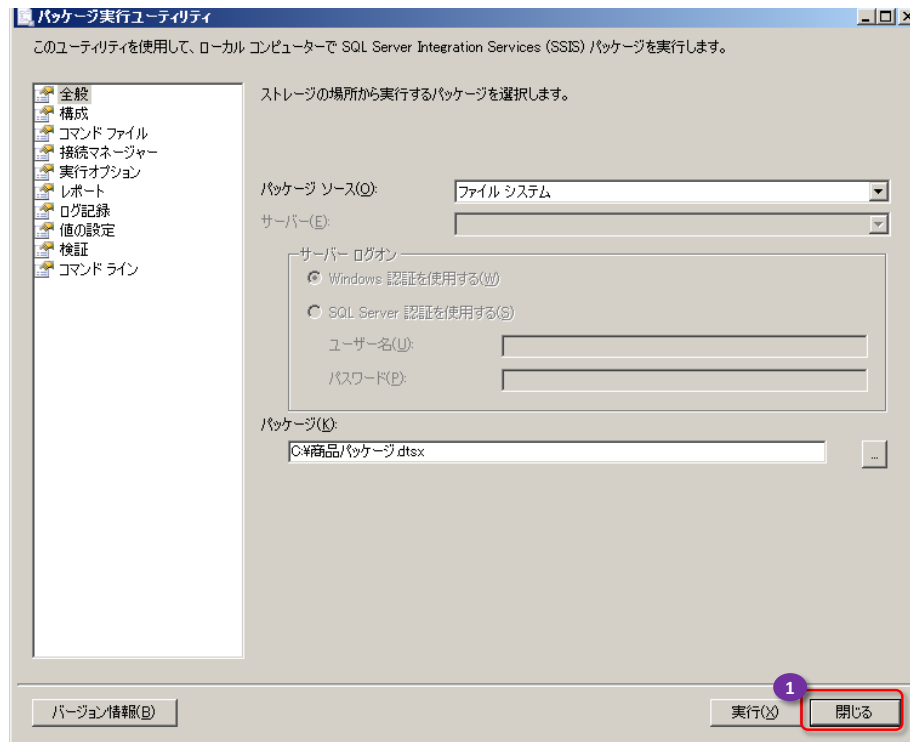 パッケージ実行ユーティリティ
このユーティリティを使用して、ローカル コンピューターで SQL Server Integration Services (SSIS) パッケージを実行します。
全般
構成
コマンド ファイル
接続マネージャー
実行オプション
レポート
ログ記録
値の設定
検証
コマンド ライン
ストレージの場所から実行するパッケージを選択します。
パッケージ ソース(O):
ファイル システム
サーバー(E):
サーバー ログオン
Windows 認証を使用する(W)
SQL Server 認証を使用する(S)
ユーザー名(U):
パスワード(P):
パッケージ(K):
C:¥商品パッケージ.dtsx
...
1
バージョン情報(B)
実行(X)
閉じる